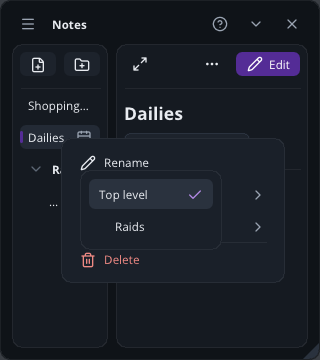 Notes
Edit
Shopping...
Dailies
Dailies
...
Rename
Top level
Raids
Delete